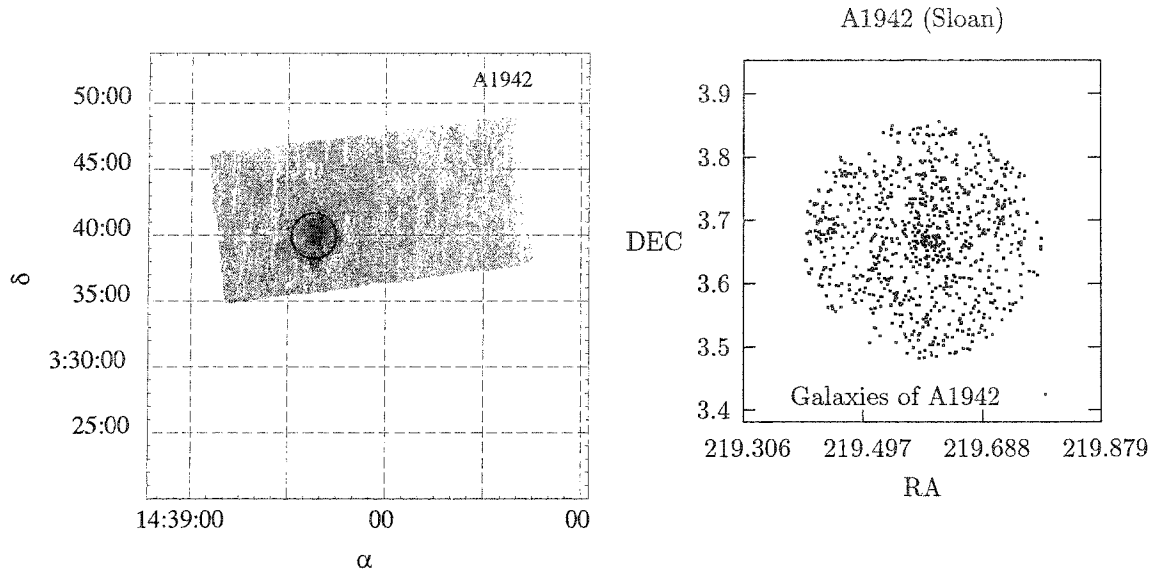 A1942
50:00
45:00
40:00
35:00
3:30:00
25:00
δ
14:39:00 00 00
α
A1942 (Sloan)
3.9
3.8
3.7
DEC
3.6
3.5
3.4
Galaxies of A1942
219.306 219.497 219.688 219.879
RA